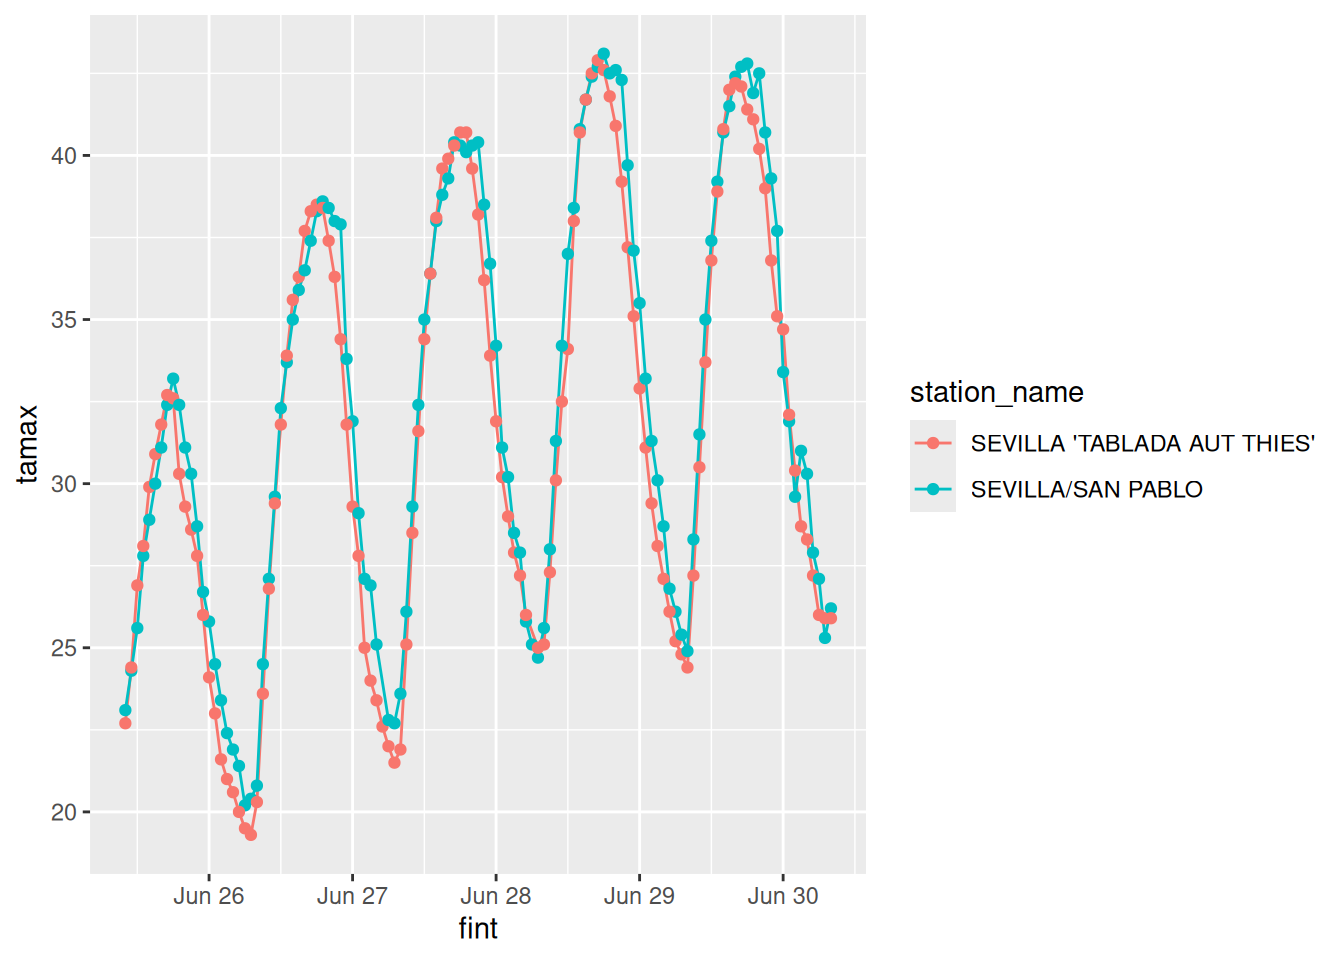 tamax
40
35
30
25
20
Jun 26 Jun 27 Jun 28 Jun 29 Jun 30
fint
station_name
SEVILLA 'TABLADA AUT THIES'
SEVILLA/SAN PABLO